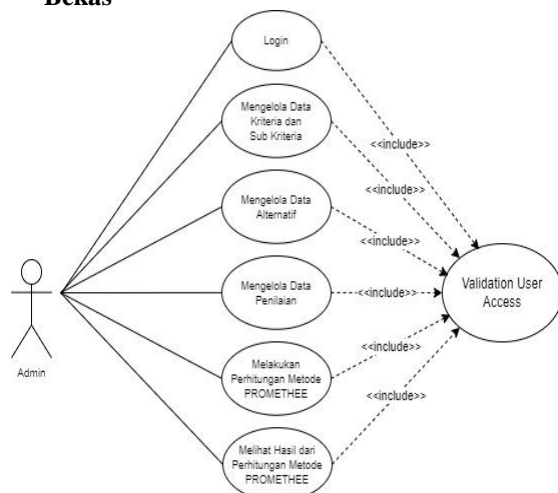 Bekas
Login
Mengelola Data
Kriteria dan
Sub Kriteria
<<include>>
<<include>>
Mengelola Data
Alternatif
<<include>>
Mengelola Data
Penilaian
<<include>>
Validation User
Access
Admin
Melakukan
Perhitungan Metode
PROMETHEE
<<include>>
<<include>>
Melihat Hasil dari
Perhitungan Metode
PROMETHEE